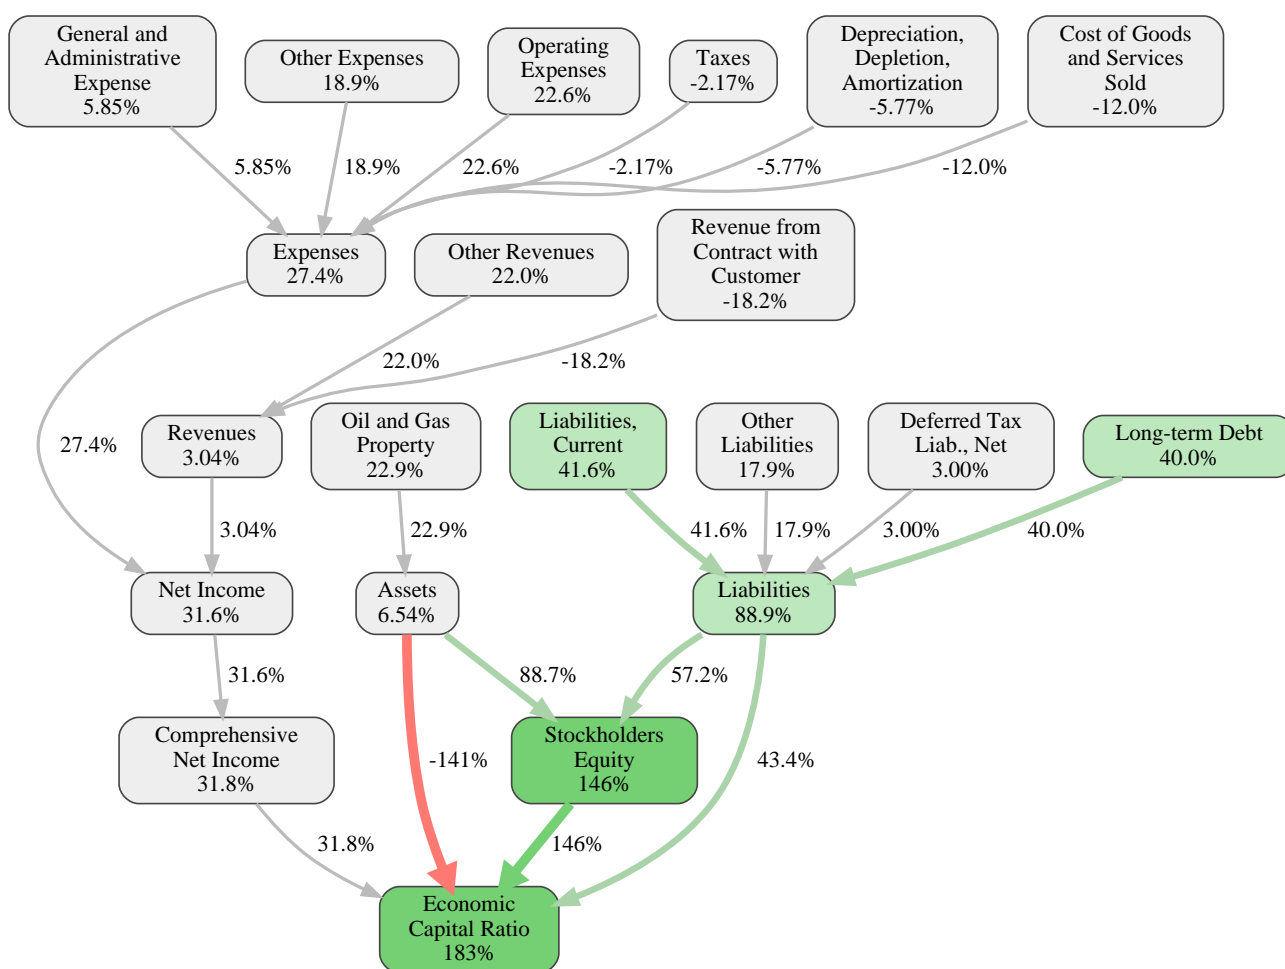 General and
Administrative
Expense
5.85%
Other Expenses
18.9%
Operating
Expenses
22.6%
Taxes
-2.17%
Depreciation,
Depletion,
Amortization
-5.77%
Cost of Goods
and Services
Sold
-12.0%
5.85%
18.9%
22.6%
-2.17%
-5.77%
-12.0%
Expenses
27.4%
Other Revenues
22.0%
Revenue from
Contract with
Customer
-18.2%
22.0%
-18.2%
27.4%
Revenues
3.04%
Oil and Gas
Property
22.9%
Liabilities,
Current
41.6%
Other
Liabilities
17.9%
Deferred Tax
Liab., Net
3.00%
Long-term Debt
40.0%
3.04%
22.9%
41.6%
17.9%
3.00%
40.0%
Net Income
31.6%
Assets
6.54%
Liabilities
88.9%
31.6%
88.7%
57.2%
Comprehensive
Net Income
31.8%
-141%
Stockholders
Equity
146%
43.4%
31.8%
146%
Economic
Capital Ratio
183%